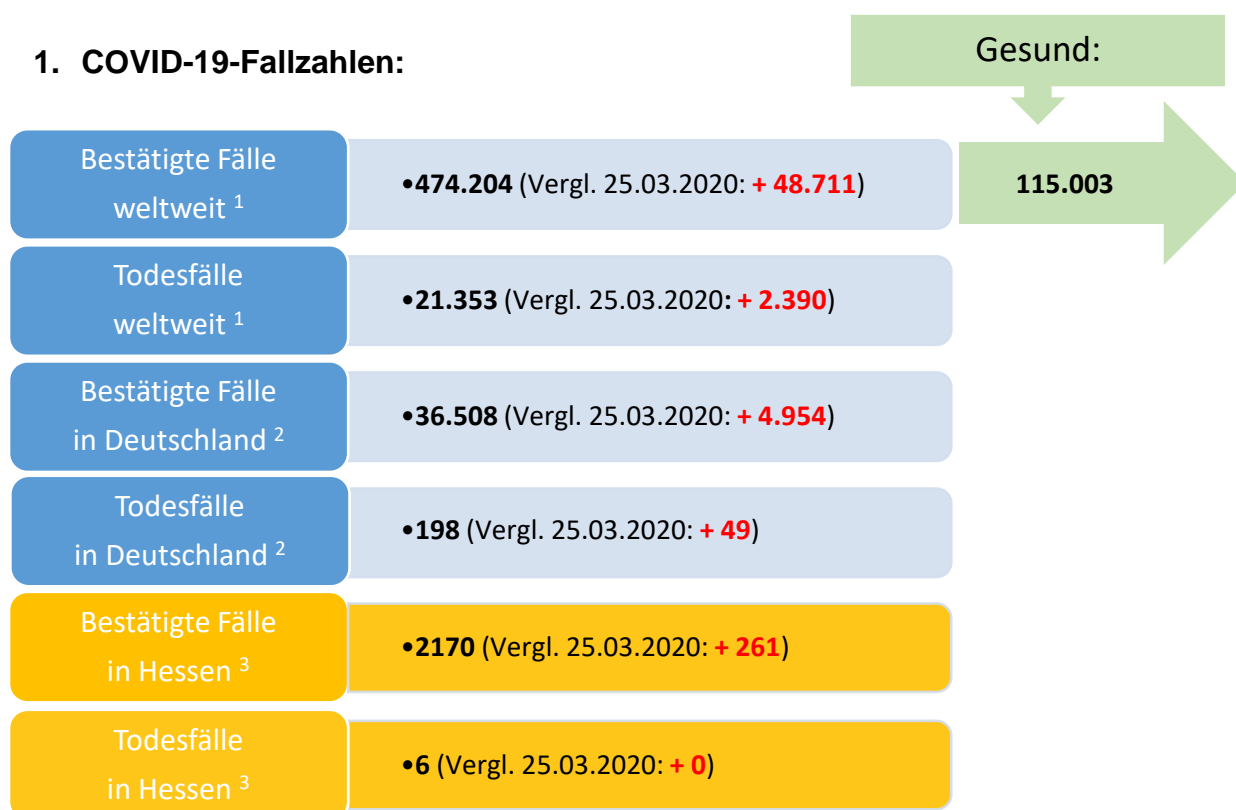 1. COVID-19-Fallzahlen:
Gesund:
Bestätigte Fälle
weltweit ¹
•474.204 (Vergl. 25.03.2020: + 48.711)
115.003
Todesfälle
weltweit ¹
•21.353 (Vergl. 25.03.2020: + 2.390)
Bestätigte Fälle
in Deutschland ²
•36.508 (Vergl. 25.03.2020: + 4.954)
Todesfälle
in Deutschland ²
•198 (Vergl. 25.03.2020: + 49)
Bestätigte Fälle
in Hessen ³
•2170 (Vergl. 25.03.2020: + 261)
Todesfälle
in Hessen ³
•6 (Vergl. 25.03.2020: + 0)